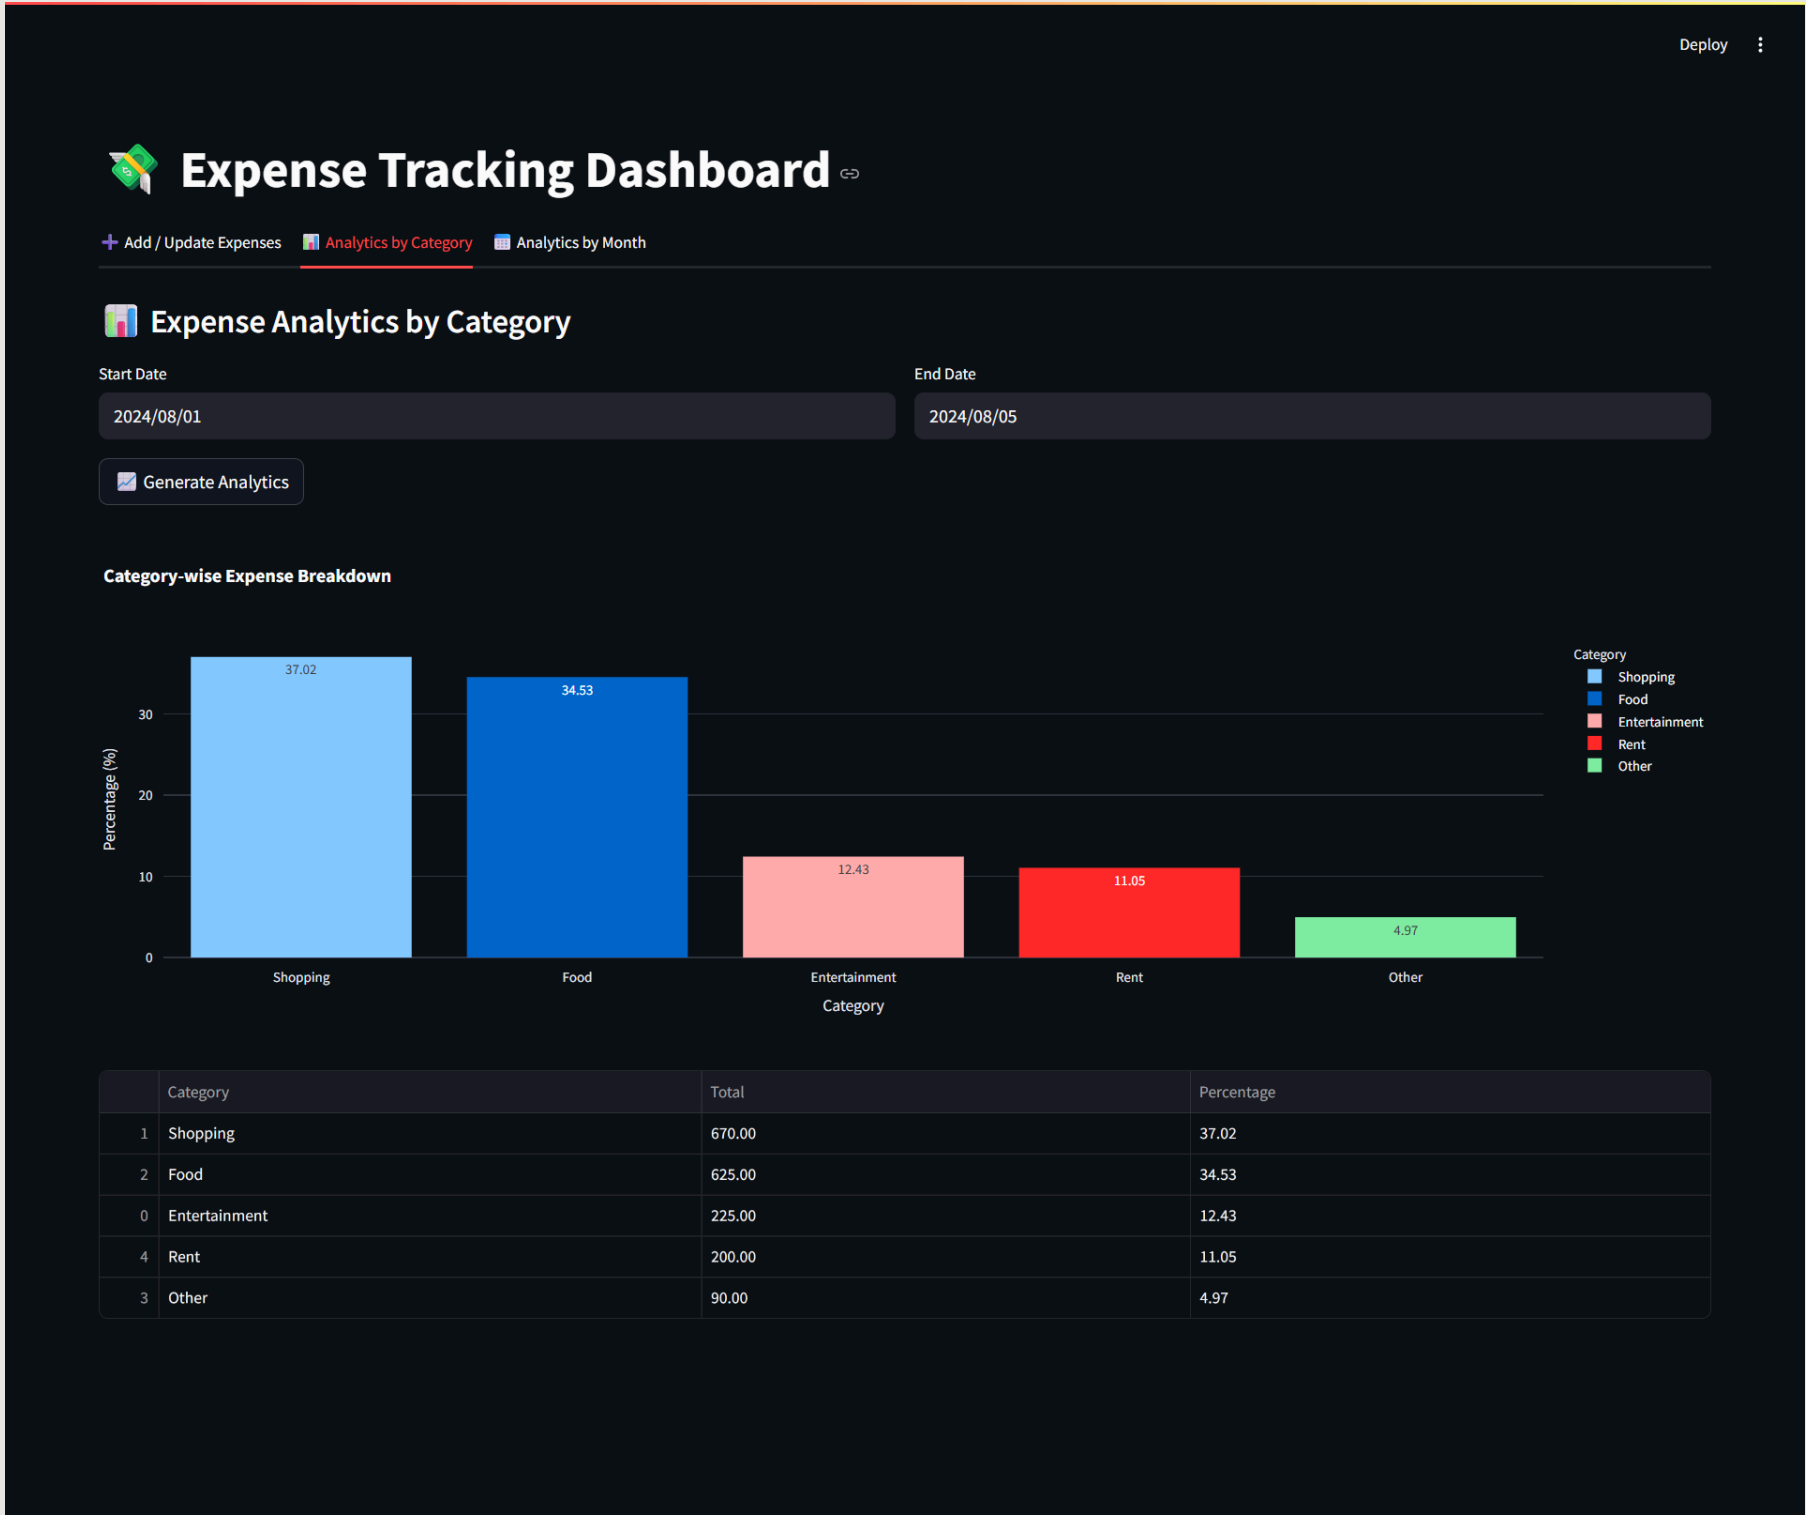 Deploy
Expense Tracking Dashboard
Add / Update Expenses Analytics by Category Analytics by Month
Expense Analytics by Category
Start Date End Date
2024/08/01 2024/08/05
Generate Analytics
Category-wise Expense Breakdown
Category
Shopping
Food
Entertainment
Rent
Other
Percentage (%)
30
20
10
0
37.02
34.53
12.43
11.05
4.97
Shopping Food Entertainment Rent Other
Category
Category Total Percentage
1 Shopping 670.00 37.02
2 Food 625.00 34.53
0 Entertainment 225.00 12.43
4 Rent 200.00 11.05
3 Other 90.00 4.97